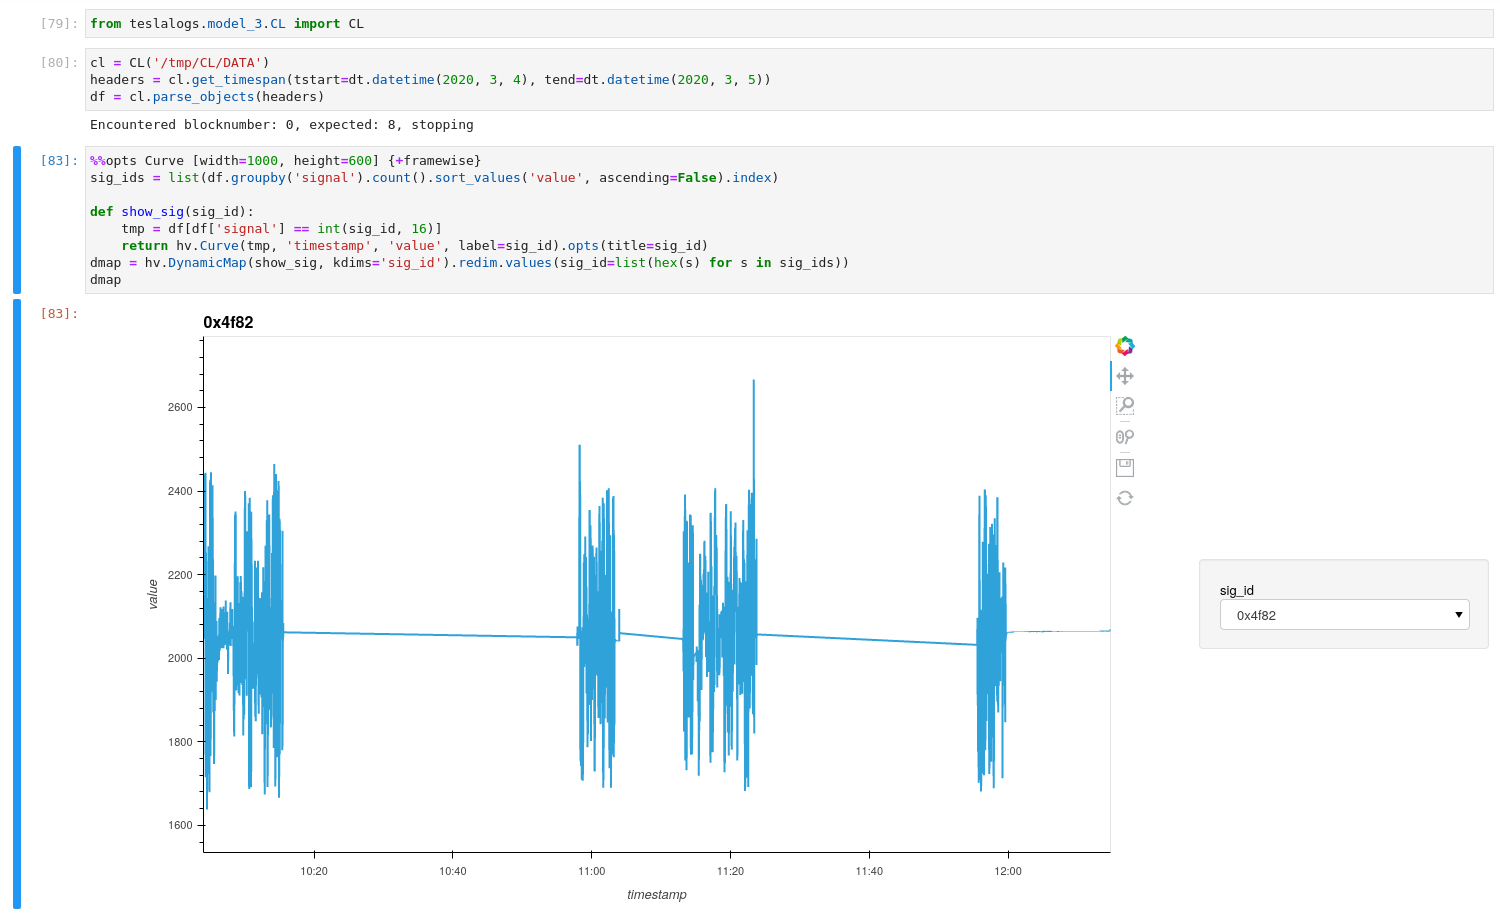 [79]: from teslalogs.model_3.CL import CL
[80]: cl = CL('/tmp/CL/DATA')
headers = cl.get_timespan(tstart=dt.datetime(2020, 3, 4), tend=dt.datetime(2020, 3, 5))
df = cl.parse_objects(headers)
Encountered blocknumber: 0, expected: 8, stopping
[83]: %%opts Curve [width=1000, height=600] {+framewise}
sig_ids = list(df.groupby('signal').count().sort_values('value', ascending=False).index)
def show_sig(sig_id):
    tmp = df[df['signal'] == int(sig_id, 16)]
    return hv.Curve(tmp, 'timestamp', 'value', label=sig_id).opts(title=sig_id)
dmap = hv.DynamicMap(show_sig, kdims='sig_id').redim.values(sig_id=list(hex(s) for s in sig_ids))
dmap
[83]:
0x4f82
2600
2400
2200
2000
1800
1600
value
10:20 10:40 11:00 11:20 11:40 12:00
timestamp
sig_id
0x4f82